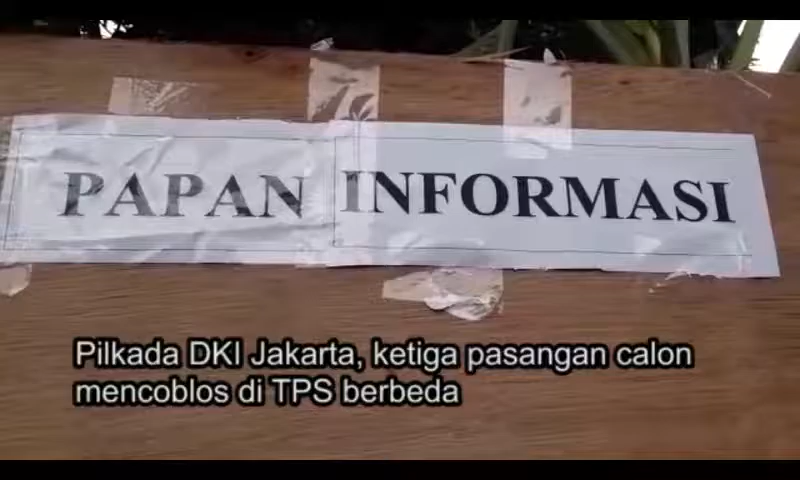 PAPAN INFORMASI
Pilkada DKI Jakarta, ketiga pasangan calon
mencoblos di TPS berbeda